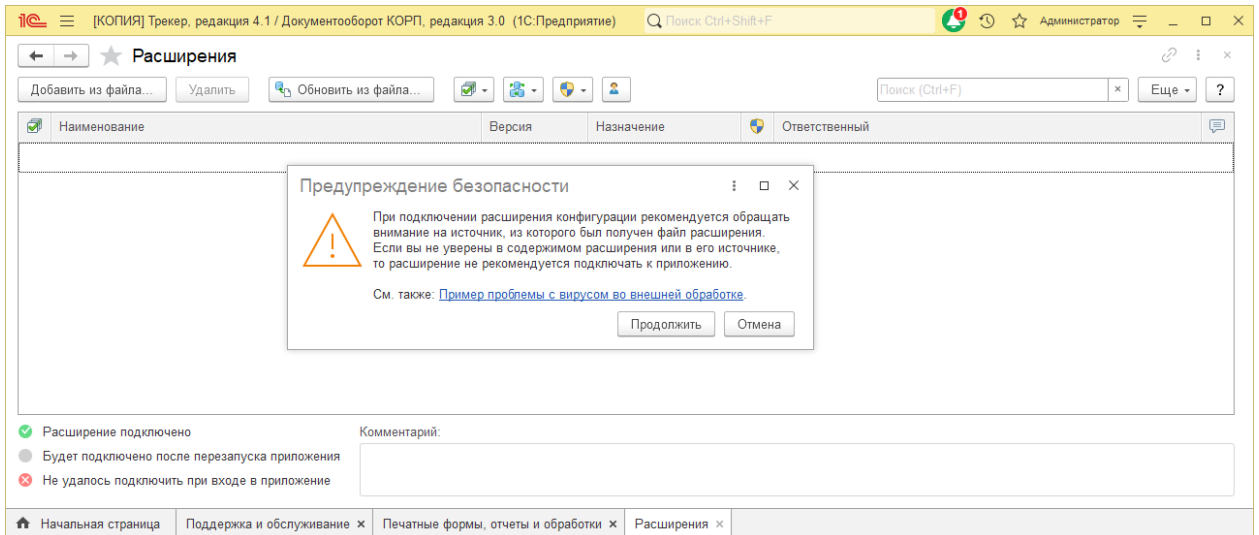 [КОПИЯ] Трекер, редакция 4.1 / Документооборот КОРП, редакция 3.0 (1С:Предприятие) Поиск Ctrl+Shift+F 1 Администратор
Расширения
Добавить из файла... Удалить Обновить из файла... Поиск (Ctrl+F) × Еще ?
Наименование Версия Назначение Ответственный
Предупреждение безопасности
При подключении расширения конфигурации рекомендуется обращать
внимание на источник, из которого был получен файл расширения.
Если вы не уверены в содержимом расширения или в его источнике,
то расширение не рекомендуется подключать к приложению.
См. также: Пример проблемы с вирусом во внешней обработке.
Продолжить Отмена
Расширение подключено Комментарий:
Будет подключено после перезапуска приложения
Не удалось подключить при входе в приложение
Начальная страница Поддержка и обслуживание × Печатные формы, отчеты и обработки × Расширения ×